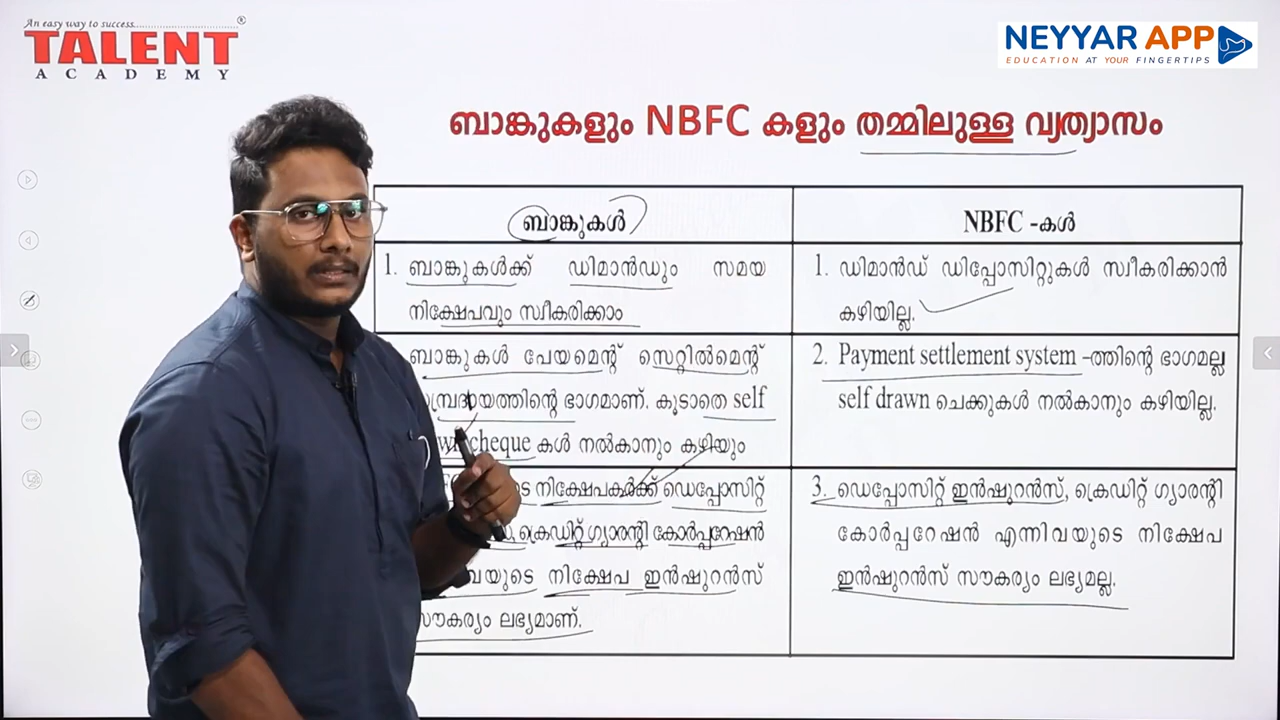 An easy way to success....
TALENT
ACADEMY
NEYYAR APP
EDUCATION AT YOUR FINGERTIPS
ബാങ്കുകളും NBFC കളും തമ്മിലുള്ള വ്യത്യാസം
ബാങ്കുകൾ
1. ബാങ്കുകൾക്ക് ഡിമാൻഡും സമയ
നിക്ഷേപവും സ്വീകരിക്കാം
ബാങ്കുകൾ പേയമെന്റ് സെറ്റിൽമെന്റ്
ഭാഗമാണ്. കൂടാതെ self
cheque കൾ നൽകാനും കഴിയും
നിക്ഷേപകർക്ക് ഡെപ്പോസിറ്റ്
ക്രെഡിറ്റ് ഗ്യാരന്റി കോർപ്പറേഷൻ
നിക്ഷേപ ഇൻഷുറൻസ്
സൗകര്യം ലഭ്യമാണ്.
NBFC -കൾ
1. ഡിമാൻഡ് ഡിപ്പോസിറ്റുകൾ സ്വീകരിക്കാൻ
കഴിയില്ല.
2. Payment settlement system -ത്തിന്റെ ഭാഗമല്ല
self drawn ചെക്കുകൾ നൽകാനും കഴിയില്ല.
3. ഡെപ്പോസിറ്റ് ഇൻഷുറൻസ്, ക്രെഡിറ്റ് ഗ്യാരന്റി
കോർപ്പറേഷൻ എന്നിവയുടെ നിക്ഷേപ
ഇൻഷുറൻസ് സൗകര്യം ലഭ്യമല്ല.